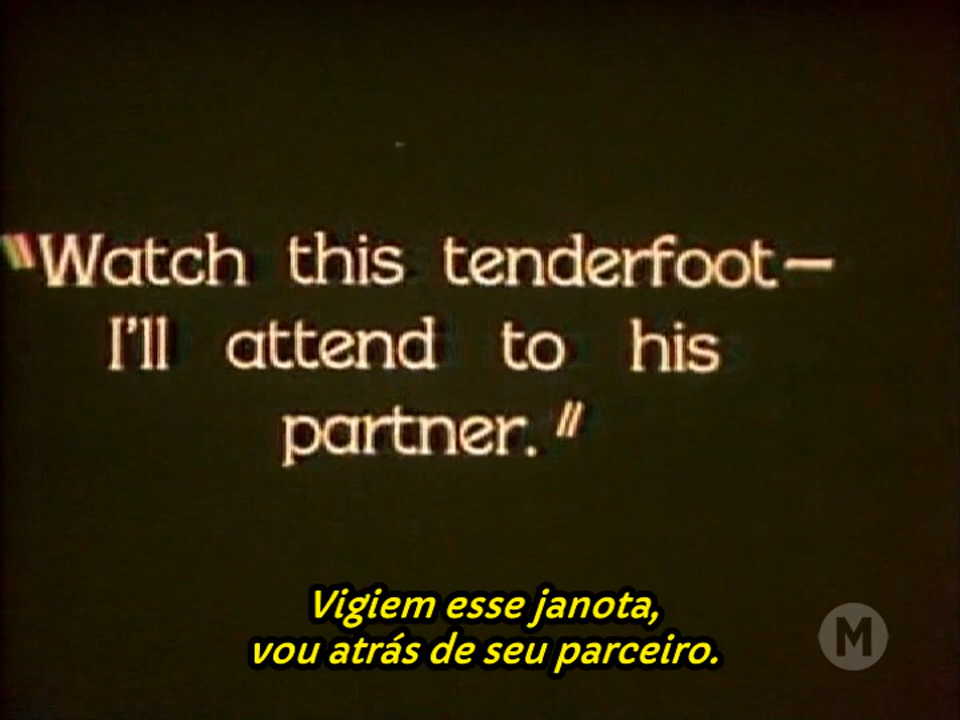 "Watch this tenderfoot—
I'll attend to his
partner."
Vigiem esse janota,
vou atrás de seu parceiro.
M